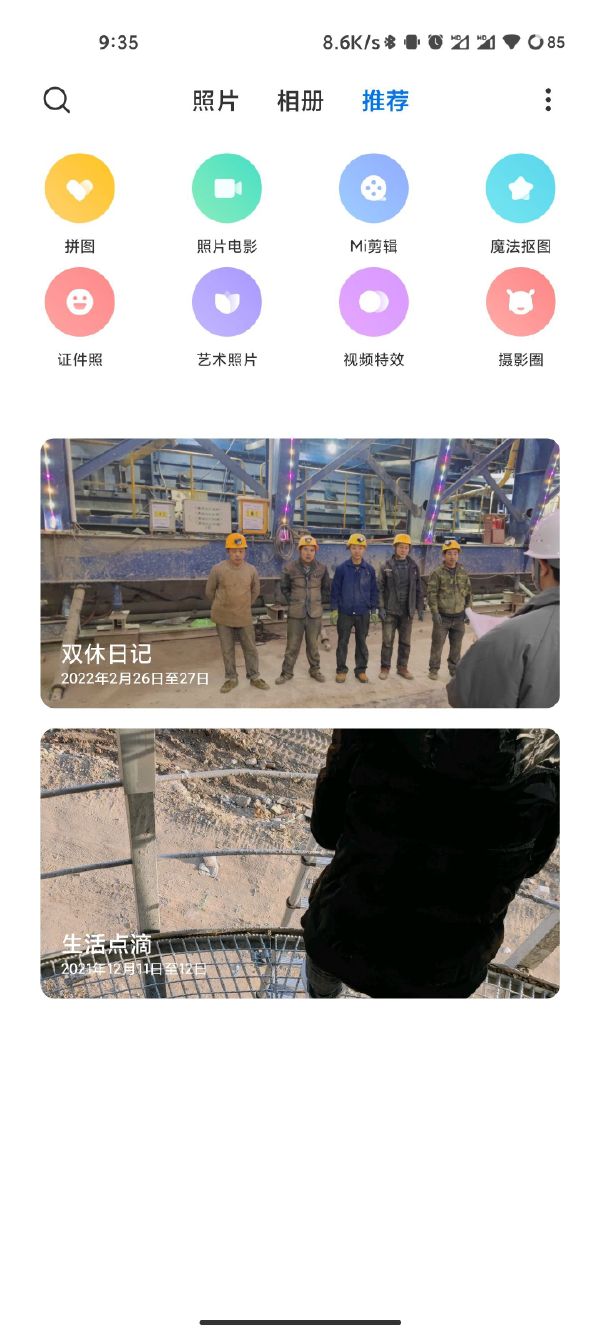 9:35
8.6K/s
HD
HD
85
照片
相册
推荐
拼图
照片电影
Mi剪辑
魔法抠图
证件照
艺术照片
视频特效
摄影圈
双休日记
2022年2月26日至27日
生活点滴
2021年12月11日至12日